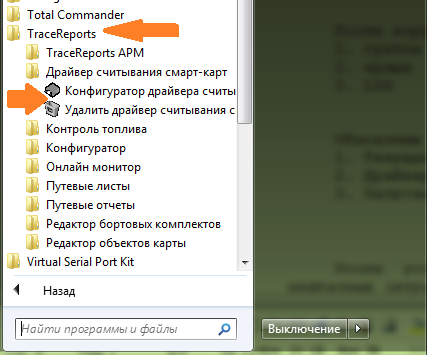 Total Commander
TraceReports
TraceReports APM
Драйвер считывания смарт-карт
Конфигуратор драйвера считы
Удалить драйвер считывания с
Контроль топлива
Конфигуратор
Онлайн монитор
Путевые листы
Путевые отчеты
Редактор бортовых комплектов
Редактор объектов карты
Virtual Serial Port Kit
Назад
Найти программы и файлы
Выключение